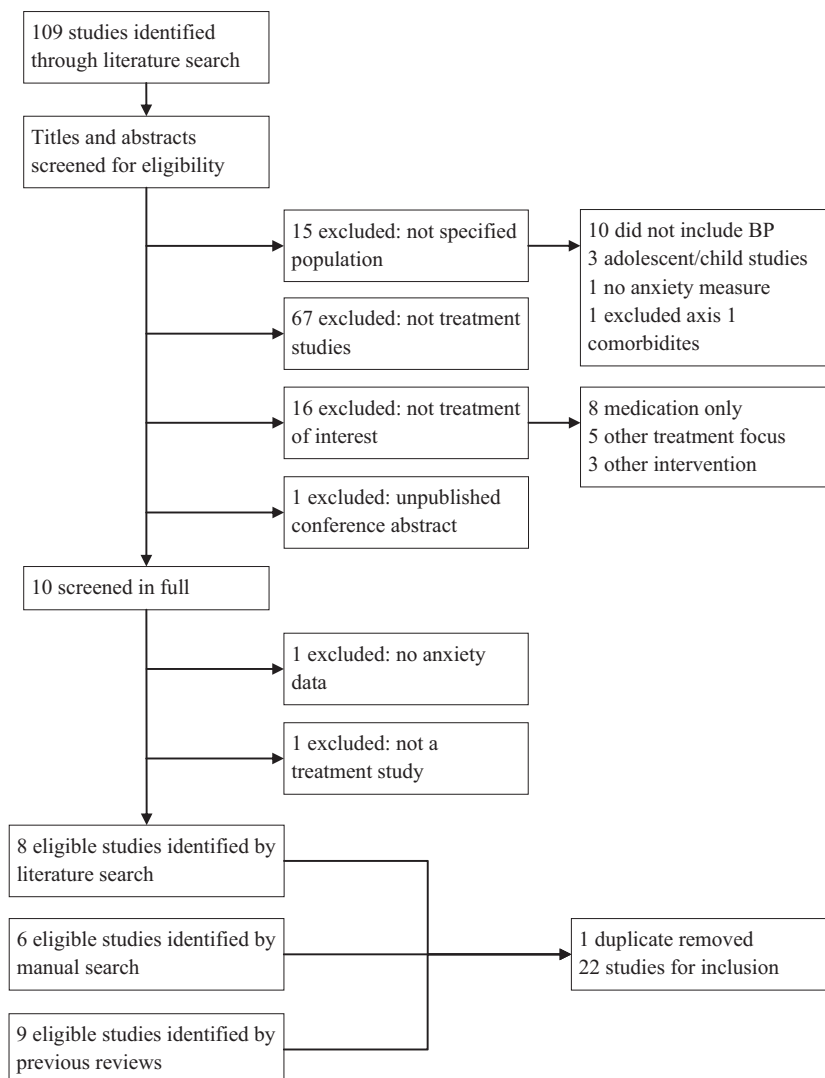 109 studies identified
through literature search
Titles and abstracts
screened for eligibility
15 excluded: not specified
population
10 did not include BP
3 adolescent/child studies
1 no anxiety measure
1 excluded axis 1
comorbidites
67 excluded: not treatment
studies
16 excluded: not treatment
of interest
8 medication only
5 other treatment focus
3 other intervention
1 excluded: unpublished
conference abstract
10 screened in full
1 excluded: no anxiety
data
1 excluded: not a
treatment study
8 eligible studies identified by
literature search
6 eligible studies identified by
manual search
1 duplicate removed
22 studies for inclusion
9 eligible studies identified by
previous reviews